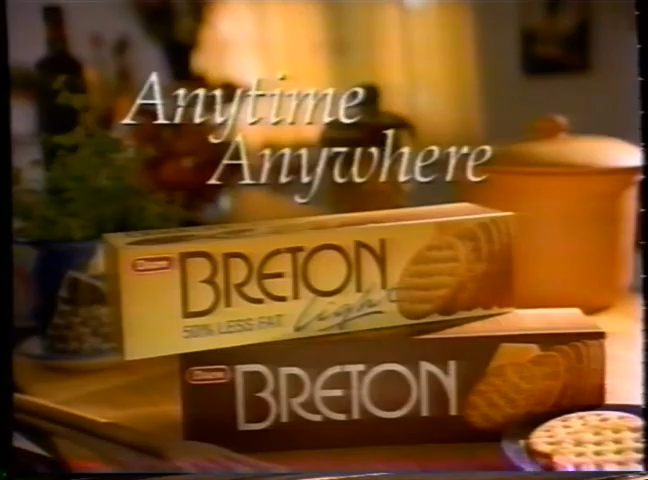 Anytime
Anywhere
Dare
BRETON
light
50% LESS FAT
Dare
BRETON